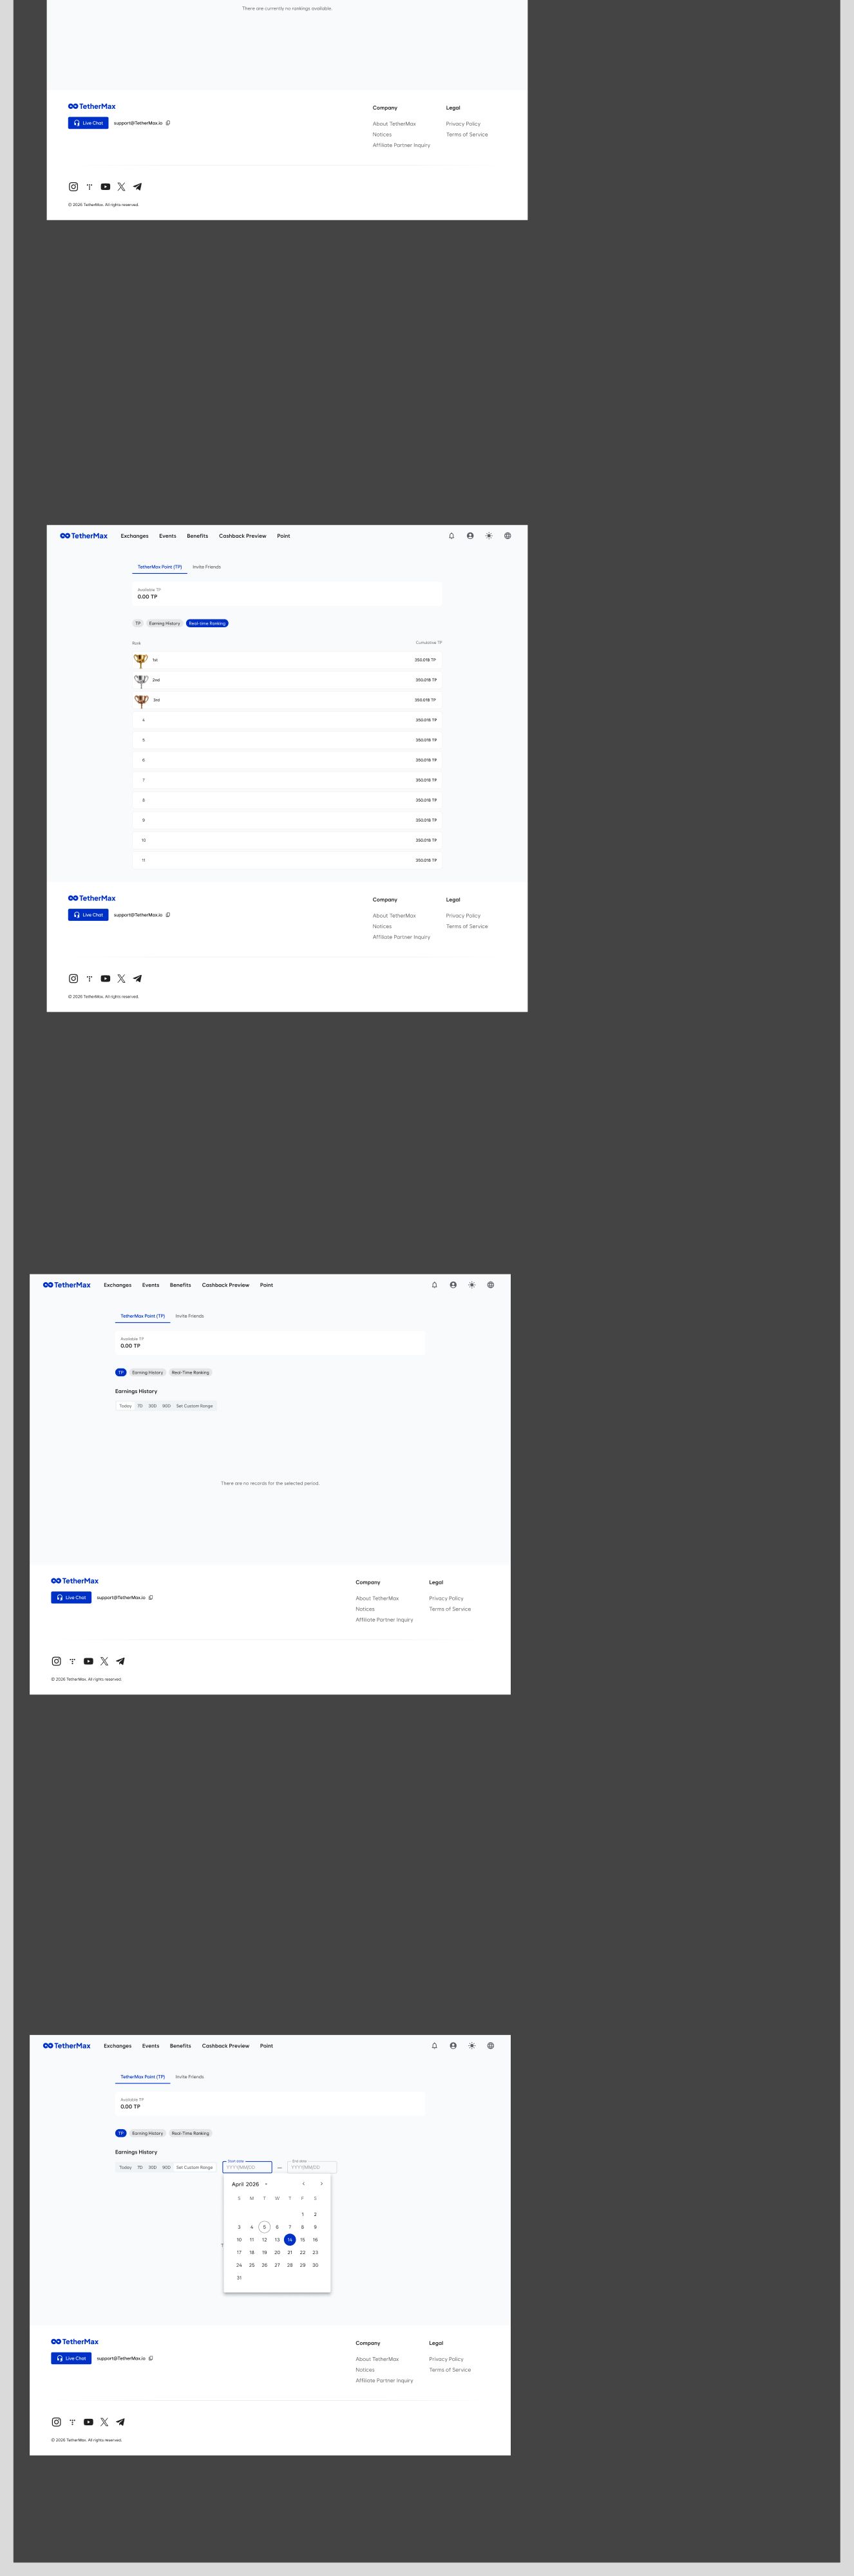 There are currently no rankings available.
TetherMax
Company
Legal
Live Chat
support@TetherMax.io
About TetherMax
Privacy Policy
Notices
Terms of Service
Affiliate Partner Inquiry
© 2026 TetherMax. All rights reserved.
TetherMax Exchanges Events Benefits Cashback Preview Point
TetherMax Point (TP) Invite Friends
Available TP
0.00 TP
TP Earning History Real-time Ranking
Rank Cumulative TP
1st 350.018 TP
2nd 350.018 TP
3rd 350.018 TP
4 350.018 TP
5 350.018 TP
6 350.018 TP
7 350.018 TP
8 350.018 TP
9 350.018 TP
10 350.018 TP
11 350.018 TP
TetherMax
Company
Legal
Live Chat
support@TetherMax.io
About TetherMax
Privacy Policy
Notices
Terms of Service
Affiliate Partner Inquiry
© 2026 TetherMax. All rights reserved.
TetherMax Exchanges Events Benefits Cashback Preview Point
TetherMax Point (TP) Invite Friends
Available TP
0.00 TP
TP Earning History Real-Time Ranking
Earnings History
Today 7D 30D 90D Set Custom Range
There are no records for the selected period.
TetherMax
Company
Legal
Live Chat
support@TetherMax.io
About TetherMax
Privacy Policy
Notices
Terms of Service
Affiliate Partner Inquiry
© 2026 TetherMax. All rights reserved.
TetherMax Exchanges Events Benefits Cashback Preview Point
TetherMax Point (TP) Invite Friends
Available TP
0.00 TP
TP Earning History Real-Time Ranking
Earnings History
Start date End date
Today 7D 30D 90D Set Custom Range YYYY/MM/DD — YYYY/MM/DD
April 2026
S M T W T F S
1 2
3 4 5 6 7 8 9
10 11 12 13 14 15 16
17 18 19 20 21 22 23
24 25 26 27 28 29 30
31
T
TetherMax
Company
Legal
Live Chat
support@TetherMax.io
About TetherMax
Privacy Policy
Notices
Terms of Service
Affiliate Partner Inquiry
© 2026 TetherMax. All rights reserved.